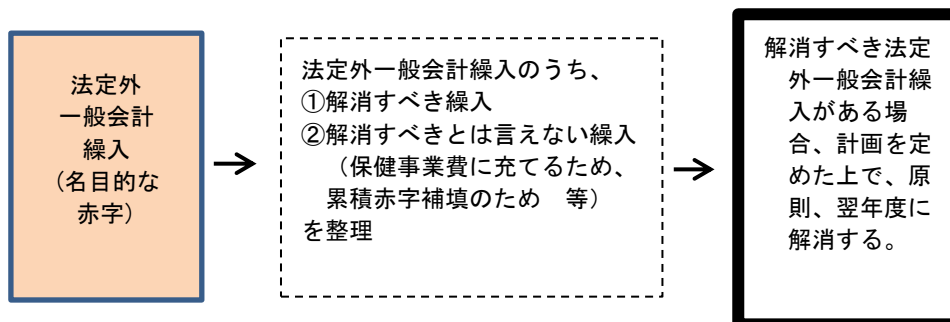 法定外
一般会計
繰入
（名目的な
赤字）
法定外一般会計繰入のうち、
①解消すべき繰入
②解消すべきとは言えない繰入
（保健事業費に充てるため、
累積赤字補填のため　等）
を整理
解消すべき法定
外一般会計繰
入がある場
合、計画を定
めた上で、原
則、翌年度に
解消する。